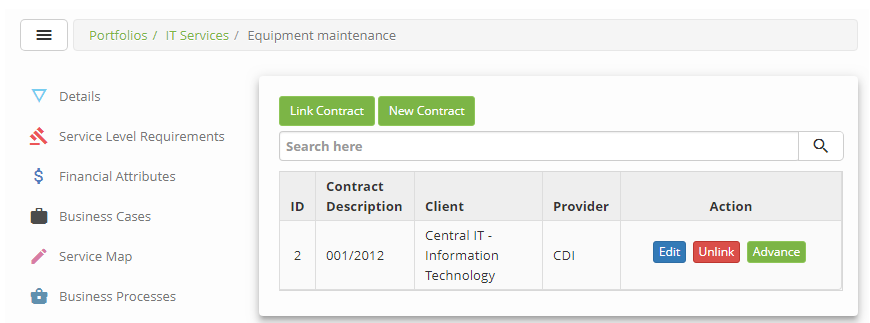 Portfolios / IT Services / Equipment maintenance
Details
Service Level Requirements
Financial Attributes
Business Cases
Service Map
Business Processes
Link Contract New Contract
Search here
ID Contract Description Client Provider Action
2 001/2012 Central IT - Information Technology CDI Edit Unlink Advance